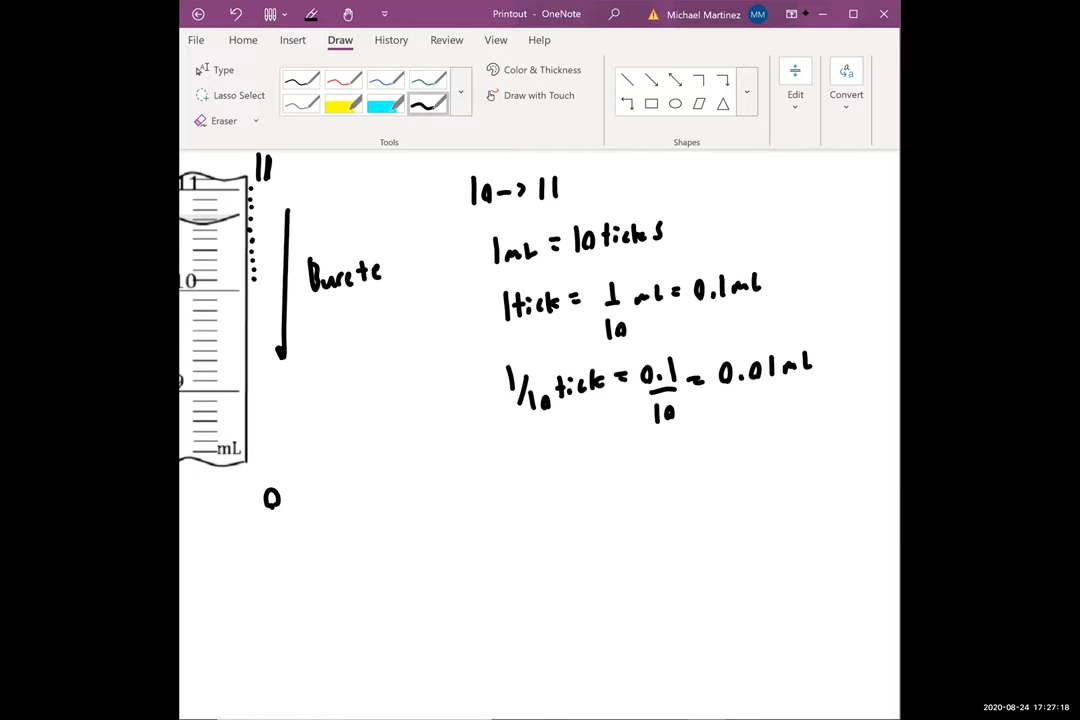 Printout - OneNote
Michael Martinez
MM
File Home Insert Draw History Review View Help
Type
Lasso Select
Eraser
Color & Thickness
Draw with Touch
Edit
Convert
Tools
Shapes
11
11
10
9
mL
Burete
0
10 -> 11
1mL = 10 ticks
1 tick = 1/10 mL = 0.1 mL
1/10 tick = 0.1/10 = 0.01 mL
2020-08-24 17:27:18